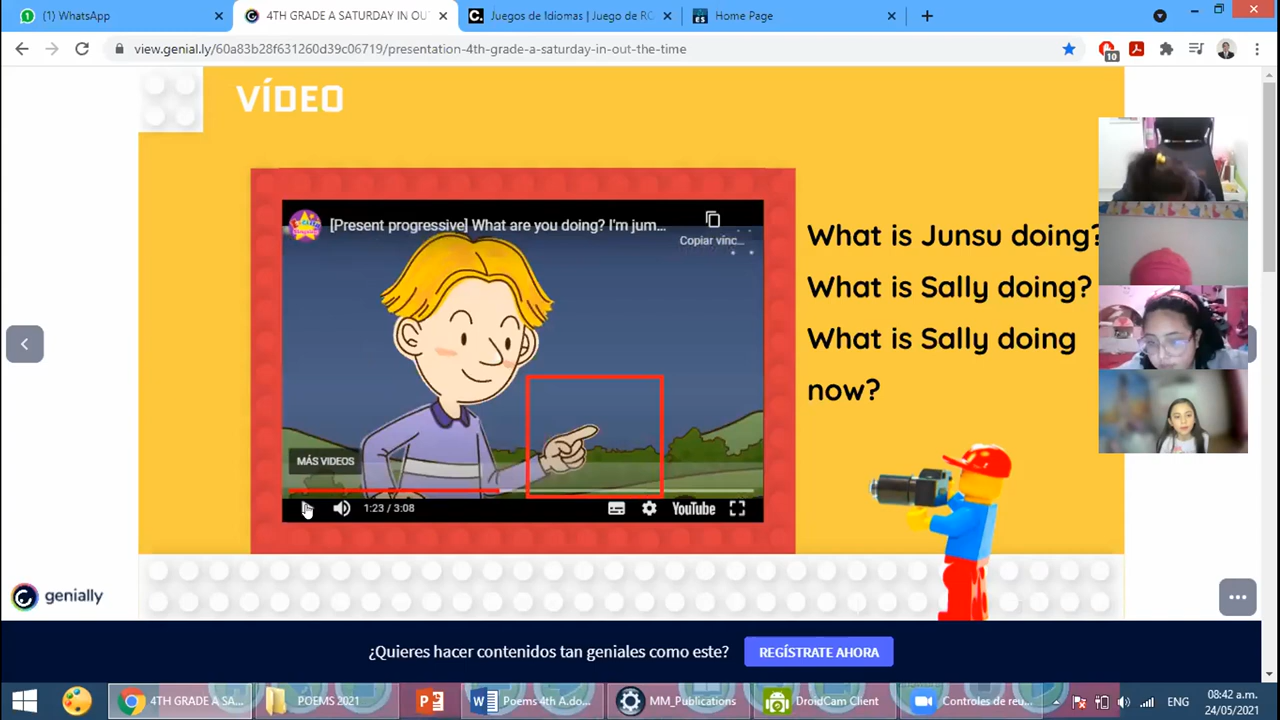 (1) WhatsApp
4TH GRADE A SATURDAY IN OUT
Juegos de Idiomas | Juego de RO
Home Page
view.genial.ly/60a83b28f631260d39c06719/presentation-4th-grade-a-saturday-in-out-the-time
10
VÍDEO
[Present progressive] What are you doing? I'm jum...
Copiar vínc...
What is Junsu doing?
What is Sally doing?
What is Sally doing
now?
MÁS VIDEOS
1:23 / 3:08
YouTube
genially
¿Quieres hacer contenidos tan geniales como este?
REGÍSTRATE AHORA
4TH GRADE A SA...
POEMS 2021
Poems 4th A.do...
MM_Publications
DroidCam Client
Controles de reu...
ENG
08:42 a.m.
24/05/2021